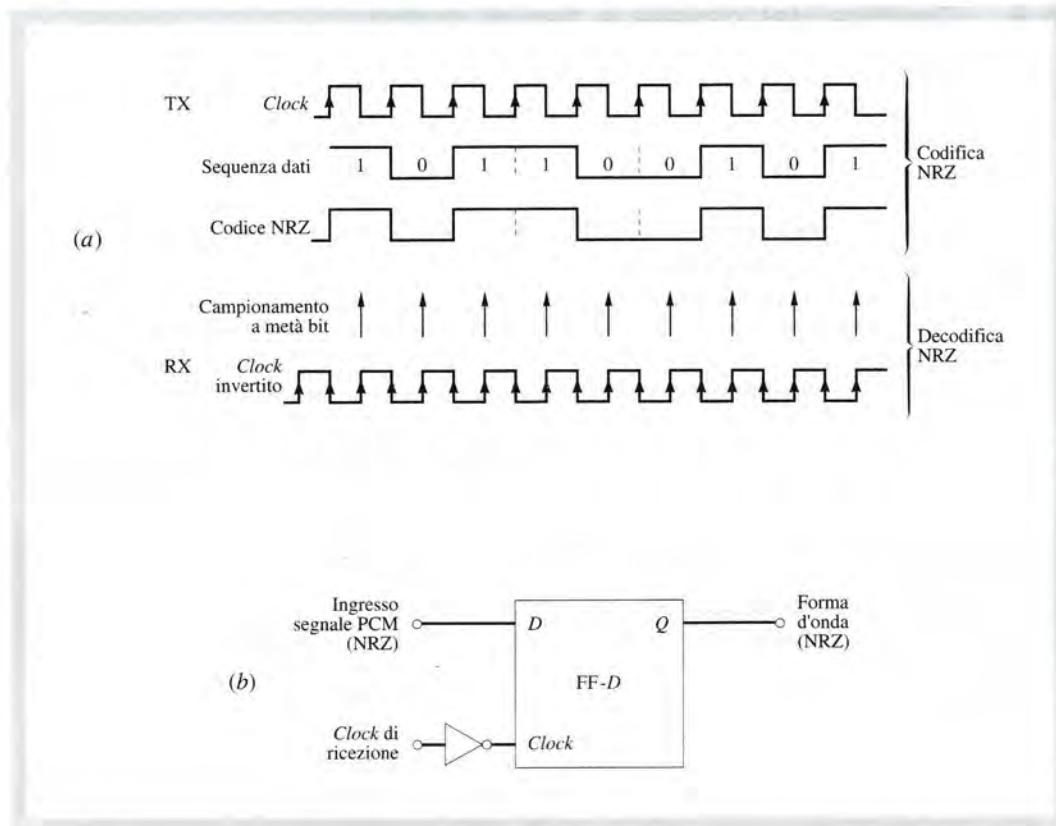 TX
Clock
Sequenza dati
1 0 1 1 0 0 1 0 1
Codice NRZ
Codifica
NRZ
(a)
Campionamento
a metà bit
RX
Clock
invertito
Decodifica
NRZ
Ingresso
segnale PCM
(NRZ)
D
Q
Forma
d'onda
(NRZ)
FF-D
(b)
Clock di
ricezione
Clock